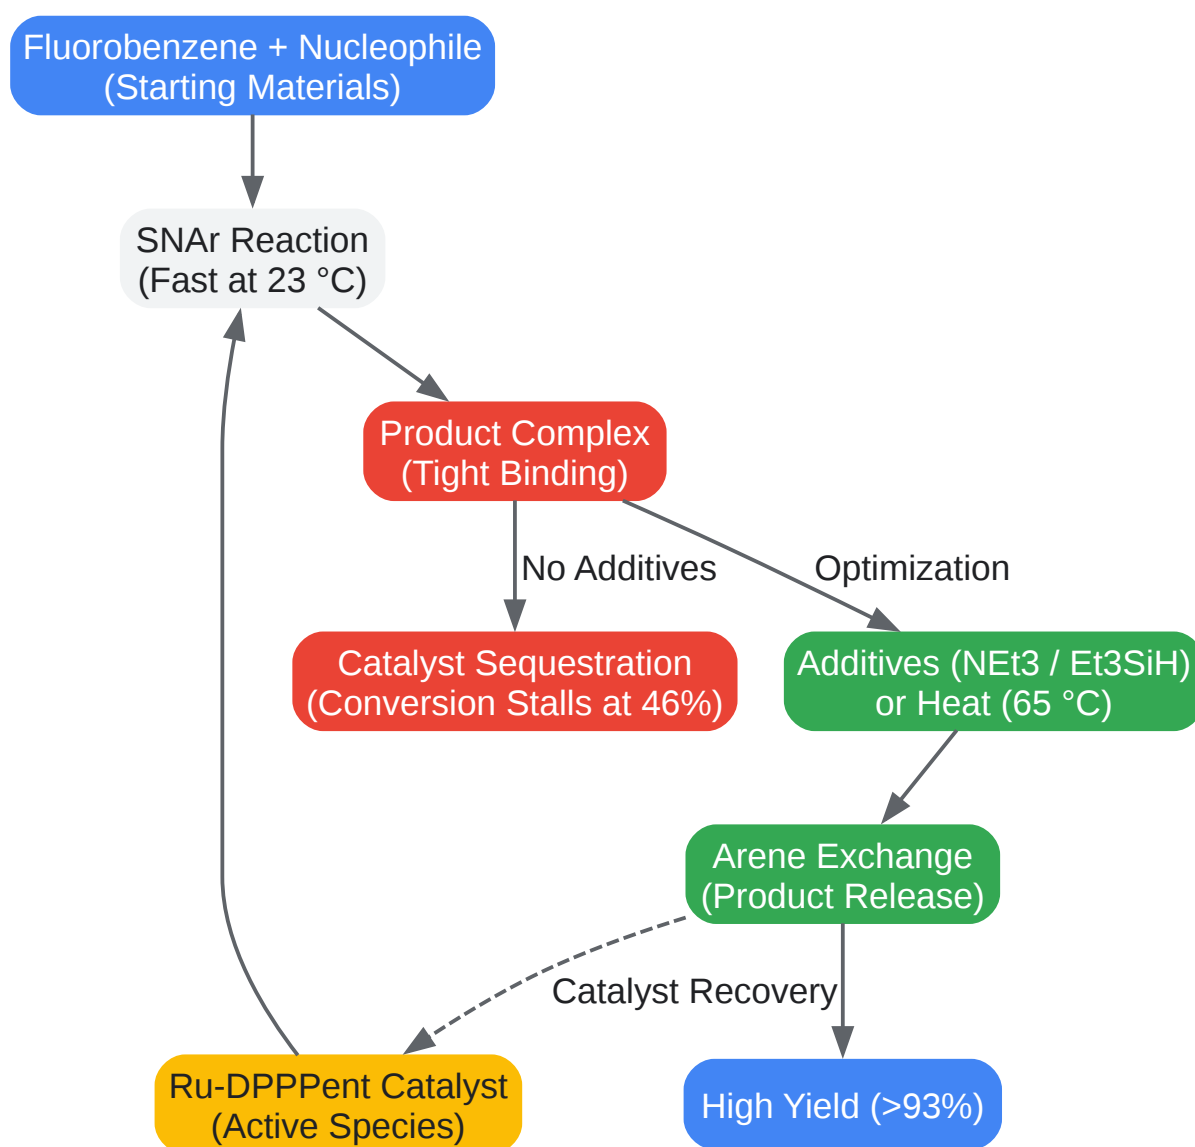 Fluorobenzene + Nucleophile
(Starting Materials)
SNAr Reaction
(Fast at 23 °C)
Product Complex
(Tight Binding)
No Additives
Optimization
Catalyst Sequestration
(Conversion Stalls at 46%)
Additives (NEt3 / Et3SiH)
or Heat (65 °C)
Arene Exchange
(Product Release)
Catalyst Recovery
Ru-DPPPent Catalyst
(Active Species)
High Yield (>93%)